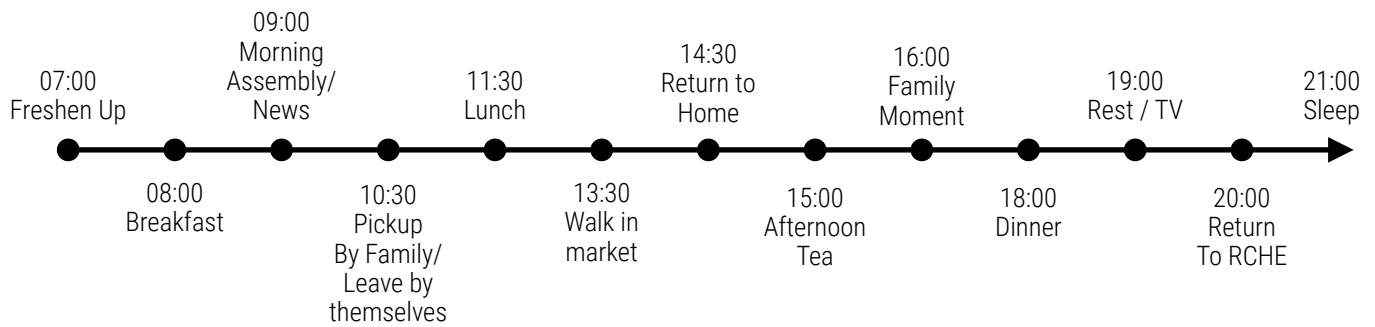 07:00
Freshen Up
08:00
Breakfast
09:00
Morning
Assembly/
News
10:30
Pickup
By Family/
Leave by
themselves
11:30
Lunch
13:30
Walk in
market
14:30
Return to
Home
15:00
Afternoon
Tea
16:00
Family
Moment
18:00
Dinner
19:00
Rest / TV
20:00
Return
To RCHE
21:00
Sleep